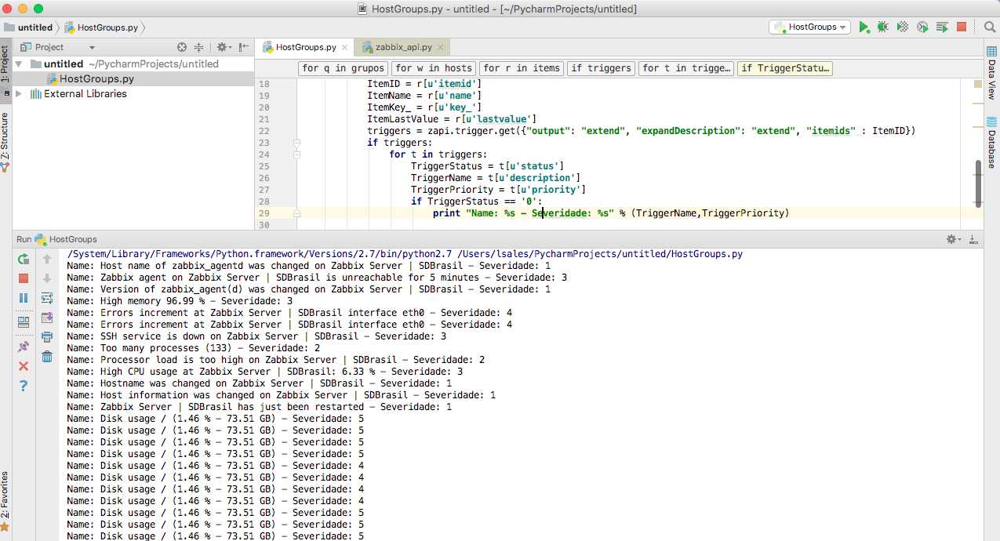 HostGroups.py - untitled - [~/PycharmProjects/untitled]
untitled HostGroups.py HostGroups
Project HostGroups.py zabbix_api.py
1: Project
7: Structure
2: Favorites
Data View
Database
untitled ~/PycharmProjects/untitled
HostGroups.py
External Libraries
for q in grupos for w in hosts for r in items if triggers for t in trigge… if TriggerStatu…
18 ItemID = r[u'itemid']
19 ItemName = r[u'name']
20 ItemKey_ = r[u'key_']
21 ItemLastValue = r[u'lastvalue']
22 triggers = zapi.trigger.get({"output": "extend", "expandDescription": "extend", "itemids" : ItemID})
23 if triggers:
24 for t in triggers:
25 TriggerStatus = t[u'status']
26 TriggerName = t[u'description']
27 TriggerPriority = t[u'priority']
28 if TriggerStatus == '0':
29 print "Name: %s - Severidade: %s" % (TriggerName,TriggerPriority)
30
Run HostGroups
/System/Library/Frameworks/Python.framework/Versions/2.7/bin/python2.7 /Users/lsales/PycharmProjects/untitled/HostGroups.py
Name: Host name of zabbix_agentd was changed on Zabbix Server | SDBrasil - Severidade: 1
Name: Zabbix agent on Zabbix Server | SDBrasil is unreachable for 5 minutes - Severidade: 3
Name: Version of zabbix_agent(d) was changed on Zabbix Server | SDBrasil - Severidade: 1
Name: High memory 96.99 % - Severidade: 3
Name: Errors increment at Zabbix Server | SDBrasil interface eth0 - Severidade: 4
Name: Errors increment at Zabbix Server | SDBrasil interface eth0 - Severidade: 4
Name: SSH service is down on Zabbix Server | SDBrasil - Severidade: 3
Name: Too many processes (133) - Severidade: 2
Name: Processor load is too high on Zabbix Server | SDBrasil - Severidade: 2
Name: High CPU usage at Zabbix Server | SDBrasil: 6.33 % - Severidade: 3
Name: Hostname was changed on Zabbix Server | SDBrasil - Severidade: 1
Name: Host information was changed on Zabbix Server | SDBrasil - Severidade: 1
Name: Zabbix Server | SDBrasil has just been restarted - Severidade: 1
Name: Disk usage / (1.46 % - 73.51 GB) - Severidade: 5
Name: Disk usage / (1.46 % - 73.51 GB) - Severidade: 5
Name: Disk usage / (1.46 % - 73.51 GB) - Severidade: 5
Name: Disk usage / (1.46 % - 73.51 GB) - Severidade: 5
Name: Disk usage / (1.46 % - 73.51 GB) - Severidade: 4
Name: Disk usage / (1.46 % - 73.51 GB) - Severidade: 4
Name: Disk usage / (1.46 % - 73.51 GB) - Severidade: 4
Name: Disk usage / (1.46 % - 73.51 GB) - Severidade: 4
Name: Disk usage / (1.46 % - 73.51 GB) - Severidade: 5
Name: Disk usage / (1.46 % - 73.51 GB) - Severidade: 5
Name: Disk usage / (1.46 % - 73.51 GB) - Severidade: 5